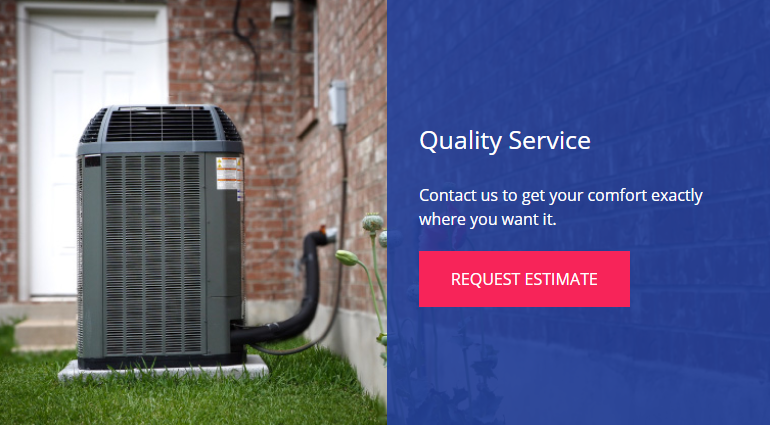 Quality Service
Contact us to get your comfort exactly
where you want it.
REQUEST ESTIMATE